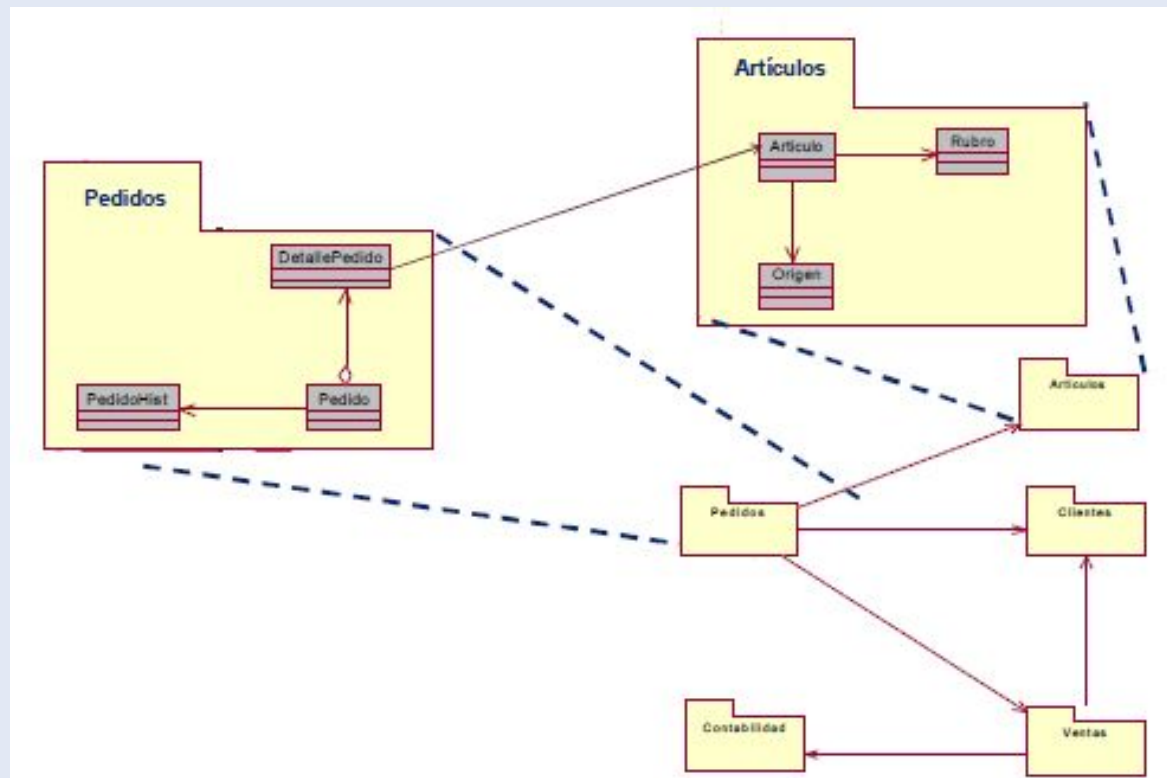 Artículos
Articulo
Rubro
Origen
Pedidos
DetallePedido
PedidoHist
Pedido
Articulos
Pedidos
Clientes
Contabilidad
Ventas